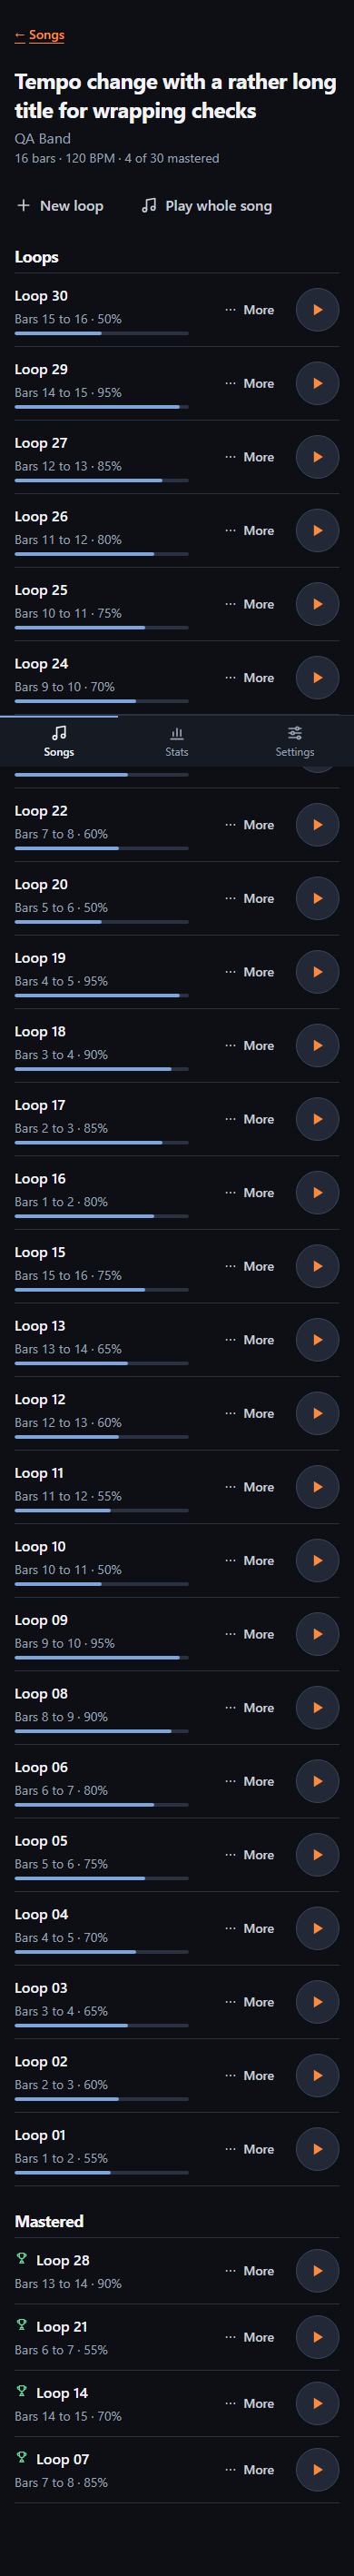 ← Songs
Tempo change with a rather long
title for wrapping checks
QA Band
16 bars · 120 BPM · 4 of 30 mastered
+ New loop
Play whole song
Loops
Loop 30
Bars 15 to 16 · 50%
··· More
Loop 29
Bars 14 to 15 · 95%
··· More
Loop 27
Bars 12 to 13 · 85%
··· More
Loop 26
Bars 11 to 12 · 80%
··· More
Loop 25
Bars 10 to 11 · 75%
··· More
Loop 24
Bars 9 to 10 · 70%
··· More
Songs
Stats
Settings
Loop 22
Bars 7 to 8 · 60%
··· More
Loop 20
Bars 5 to 6 · 50%
··· More
Loop 19
Bars 4 to 5 · 95%
··· More
Loop 18
Bars 3 to 4 · 90%
··· More
Loop 17
Bars 2 to 3 · 85%
··· More
Loop 16
Bars 1 to 2 · 80%
··· More
Loop 15
Bars 15 to 16 · 75%
··· More
Loop 13
Bars 13 to 14 · 65%
··· More
Loop 12
Bars 12 to 13 · 60%
··· More
Loop 11
Bars 11 to 12 · 55%
··· More
Loop 10
Bars 10 to 11 · 50%
··· More
Loop 09
Bars 9 to 10 · 95%
··· More
Loop 08
Bars 8 to 9 · 90%
··· More
Loop 06
Bars 6 to 7 · 80%
··· More
Loop 05
Bars 5 to 6 · 75%
··· More
Loop 04
Bars 4 to 5 · 70%
··· More
Loop 03
Bars 3 to 4 · 65%
··· More
Loop 02
Bars 2 to 3 · 60%
··· More
Loop 01
Bars 1 to 2 · 55%
··· More
Mastered
Loop 28
Bars 13 to 14 · 90%
··· More
Loop 21
Bars 6 to 7 · 55%
··· More
Loop 14
Bars 14 to 15 · 70%
··· More
Loop 07
Bars 7 to 8 · 85%
··· More